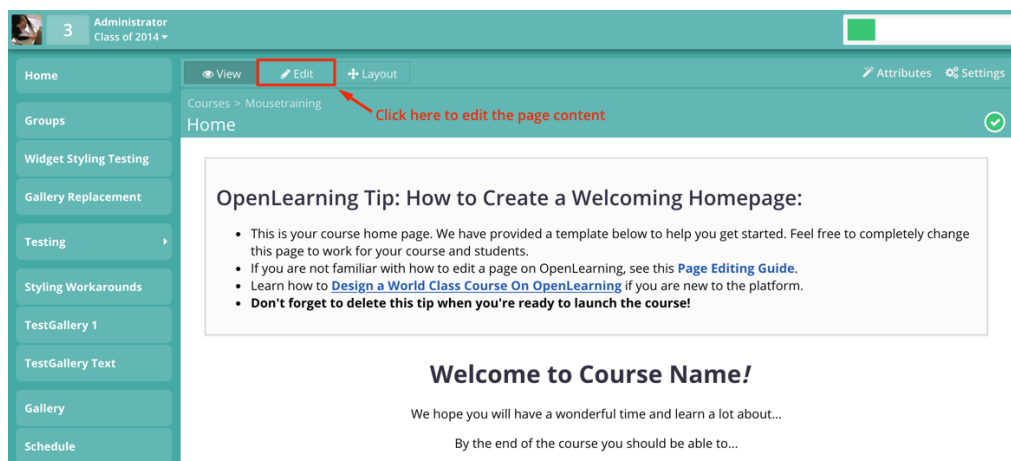 3
Administrator
Class of 2014
Home
Groups
Widget Styling Testing
Gallery Replacement
Testing
Styling Workarounds
TestGallery 1
TestGallery Text
Gallery
Schedule
View
Edit
Layout
Attributes
Settings
Courses > Mousetraining
Home
Click here to edit the page content
OpenLearning Tip: How to Create a Welcoming Homepage:
• This is your course home page. We have provided a template below to help you get started. Feel free to completely change
this page to work for your course and students.
• If you are not familiar with how to edit a page on OpenLearning, see this Page Editing Guide.
• Learn how to Design a World Class Course On OpenLearning if you are new to the platform.
• Don't forget to delete this tip when you're ready to launch the course!
Welcome to Course Name!
We hope you will have a wonderful time and learn a lot about...
By the end of the course you should be able to...